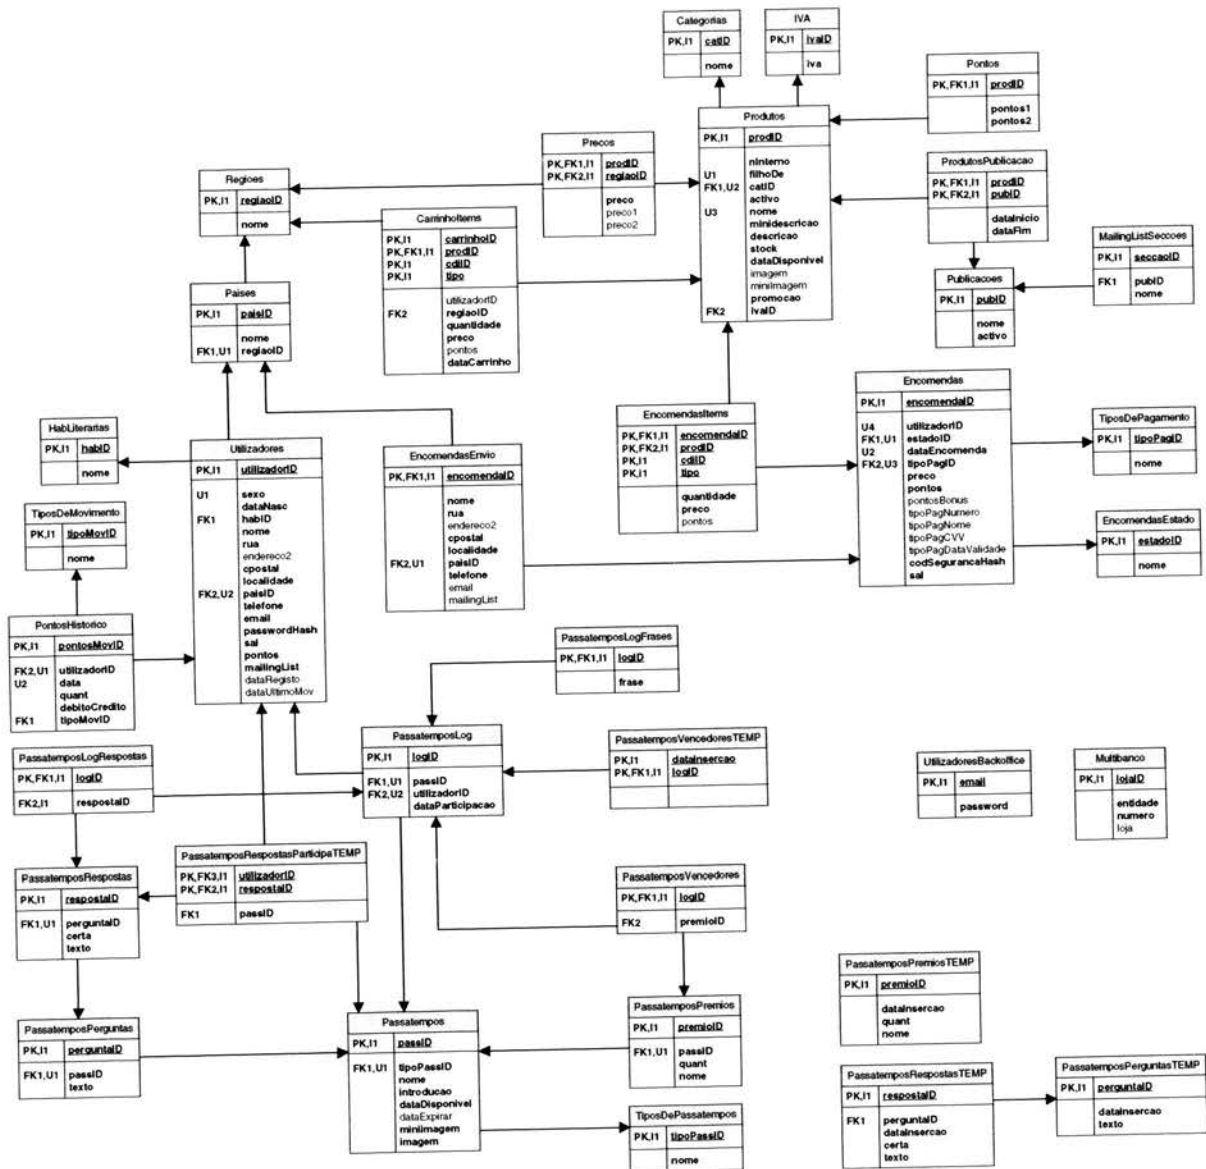 Categorias
PK,I1 catID
nome
IVA
PK,I1 ivaID
iva
Pontos
PK,FK1,I1 prodID
pontos1
pontos2
Produtos
PK,I1 prodID
nInterno
U1 filhoDe
FK1,U2 catID
activo
U3 nome
minidescricao
descricao
stock
dataDisponivel
imagem
miniImagem
promocao
FK2 ivaID
Precos
PK,FK1,I1 prodID
PK,FK2,I1 regiaoID
preco
preco1
preco2
ProdutosPublicacao
PK,FK1,I1 prodID
PK,FK2,I1 pubID
dataInicio
dataFim
Regioes
PK,I1 regiaoID
nome
CarrinhoItems
PK,I1 carrinhoID
PK,FK1,I1 prodID
PK,I1 cdiID
PK,I1 tipo
utilizadorID
FK2 regiaoID
quantidade
preco
pontos
dataCarrinho
MailingListSeccoes
PK,I1 seccaoID
FK1 pubID
nome
Publicacoes
PK,I1 pubID
nome
activo
Paises
PK,I1 paisID
nome
FK1,U1 regiaoID
Encomendas
PK,I1 encomendaID
U4 utilizadorID
FK1,U1 estadoID
U2 dataEncomenda
FK2,U3 tipoPagID
preco
pontos
pontosBonus
tipoPagNumero
tipoPagNome
tipoPagCVV
tipoPagDataValidade
codSegurancaHash
sal
EncomendasItems
PK,FK1,I1 encomendaID
PK,FK2,I1 prodID
PK,I1 cdiID
PK,I1 tipo
quantidade
preco
pontos
TiposDePagamento
PK,I1 tipoPagID
nome
HabLiterarias
PK,I1 habID
nome
Utilizadores
PK,I1 utilizadorID
U1 sexo
dataNasc
FK1 habID
nome
rua
endereco2
cpostal
localidade
FK2,U2 paisID
telefone
email
passwordHash
sal
pontos
mailingList
dataRegisto
dataUltimoMov
EncomendasEnvio
PK,FK1,I1 encomendaID
nome
rua
endereco2
cpostal
localidade
FK2,U1 paisID
telefone
email
mailingList
TiposDeMovimento
PK,I1 tipoMovID
nome
EncomendasEstado
PK,I1 estadoID
nome
PontosHistorico
PK,I1 pontosMovID
FK2,U1 utilizadorID
U2 data
quant
debitoCredito
FK1 tipoMovID
PassatemposLogFrases
PK,FK1,I1 logID
frase
PassatemposLog
PK,I1 logID
FK1,U1 passID
FK2,U2 utilizadorID
dataParticipacao
PassatemposVencedoresTEMP
PK,I1 dataInsercao
PK,FK1,I1 logID
PassatemposLogRespostas
PK,FK1,I1 logID
FK2,I1 respostaID
UtilizadoresBackoffice
PK,I1 email
password
Multibanco
PK,I1 lojaID
entidade
numero
loja
PassatemposRespostasParticipaTEMP
PK,FK3,I1 utilizadorID
PK,FK2,I1 respostaID
FK1 passID
PassatemposRespostas
PK,I1 respostaID
FK1,U1 perguntaID
certa
texto
PassatemposVencedores
PK,FK1,I1 logID
FK2 premioID
PassatemposPremiosTEMP
PK,I1 premioID
dataInsercao
quant
nome
PassatemposPerguntas
PK,I1 perguntaID
FK1,U1 passID
texto
Passatempos
PK,I1 passID
FK1,U1 tipoPassID
nome
introducao
dataDisponivel
dataExpirar
miniImagem
imagem
PassatemposPremios
PK,I1 premioID
FK1,U1 passID
quant
nome
PassatemposRespostasTEMP
PK,I1 respostaID
FK1 perguntaID
dataInsercao
certa
texto
PassatemposPerguntasTEMP
PK,I1 perguntaID
dataInsercao
texto
TiposDePassatempos
PK,I1 tipoPassID
nome